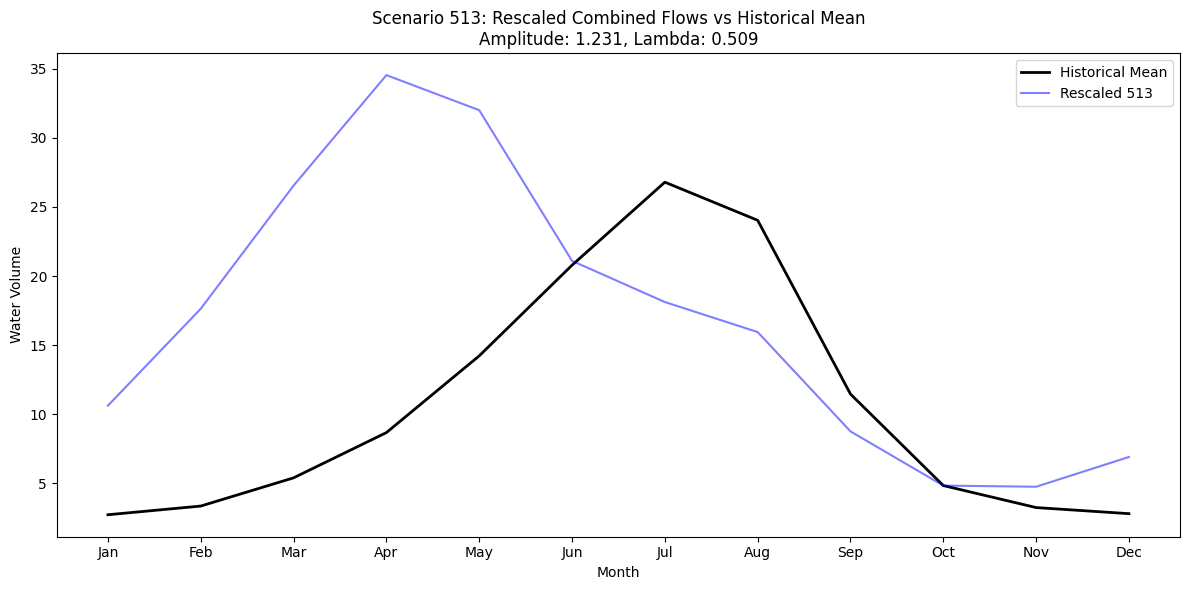 Scenario 513: Rescaled Combined Flows vs Historical Mean
Amplitude: 1.231, Lambda: 0.509
Historical Mean
Rescaled 513
Water Volume
35
30
25
20
15
10
5
Jan Feb Mar Apr May Jun Jul Aug Sep Oct Nov Dec
Month